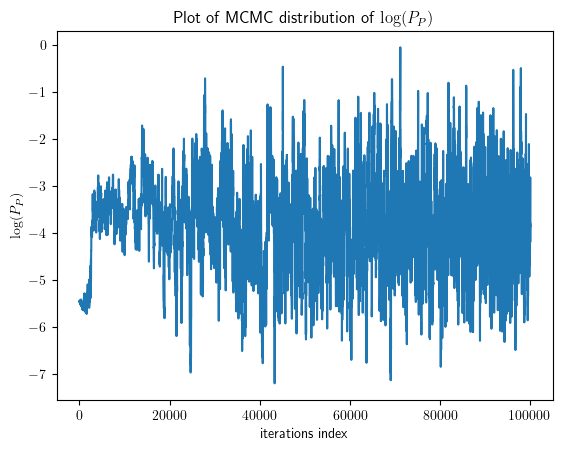 Plot of MCMC distribution of log(P_P)
0
−1
−2
−3
−4
−5
−6
−7
log(P_P)
0 20000 40000 60000 80000 100000
iterations index